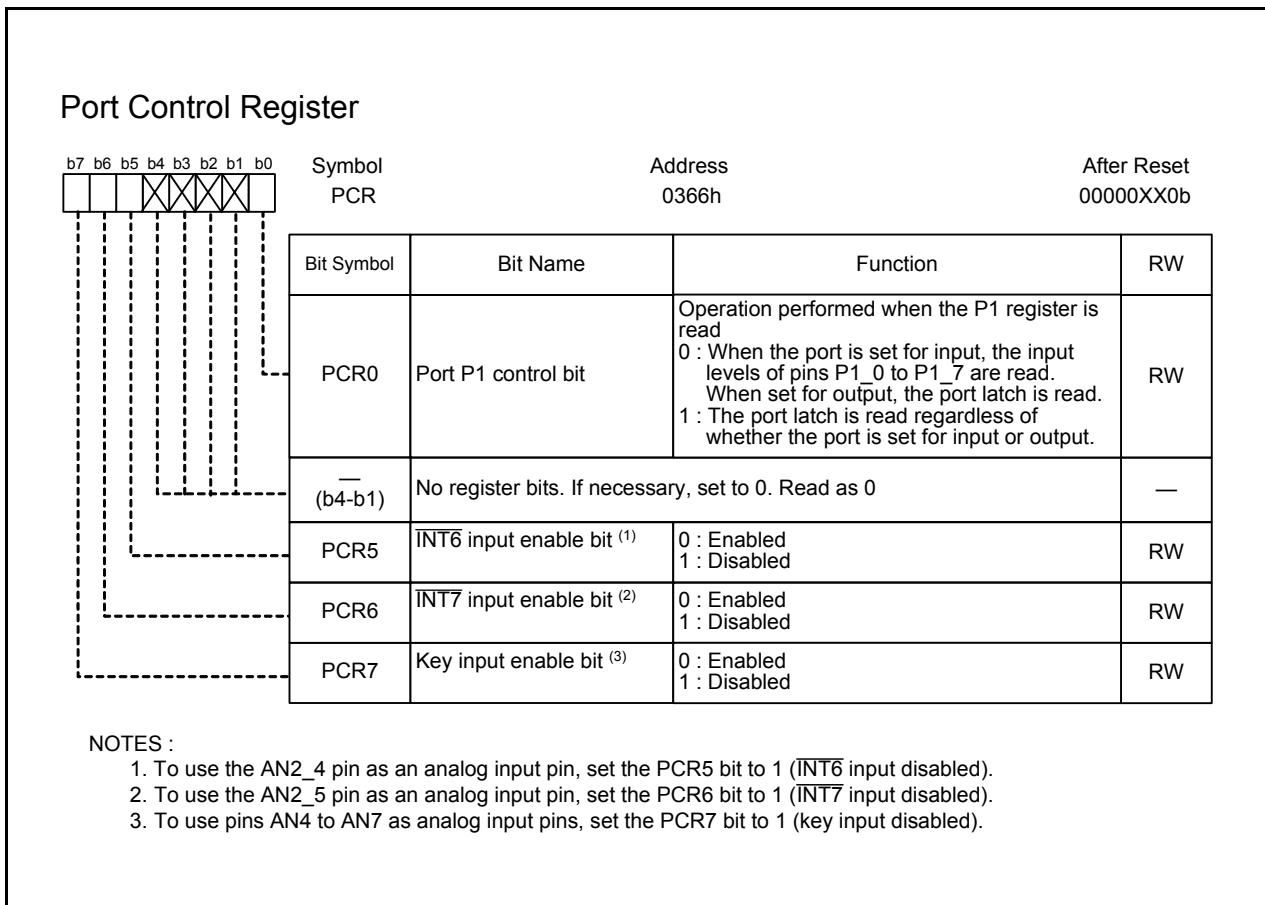 Port Control Register
b7 b6 b5 b4 b3 b2 b1 b0
Symbol Address After Reset
PCR 0366h 00000XX0b
Bit Symbol Bit Name Function RW
PCR0 Port P1 control bit Operation performed when the P1 register is
read
0 : When the port is set for input, the input
levels of pins P1_0 to P1_7 are read.
When set for output, the port latch is read.
1 : The port latch is read regardless of
whether the port is set for input or output. RW
—
(b4-b1) No register bits. If necessary, set to 0. Read as 0 —
PCR5 I̅N̅T̅6̅ input enable bit (1) 0 : Enabled
1 : Disabled RW
PCR6 I̅N̅T̅7̅ input enable bit (2) 0 : Enabled
1 : Disabled RW
PCR7 Key input enable bit (3) 0 : Enabled
1 : Disabled RW
NOTES :
1. To use the AN2_4 pin as an analog input pin, set the PCR5 bit to 1 (I̅N̅T̅6̅ input disabled).
2. To use the AN2_5 pin as an analog input pin, set the PCR6 bit to 1 (I̅N̅T̅7̅ input disabled).
3. To use pins AN4 to AN7 as analog input pins, set the PCR7 bit to 1 (key input disabled).